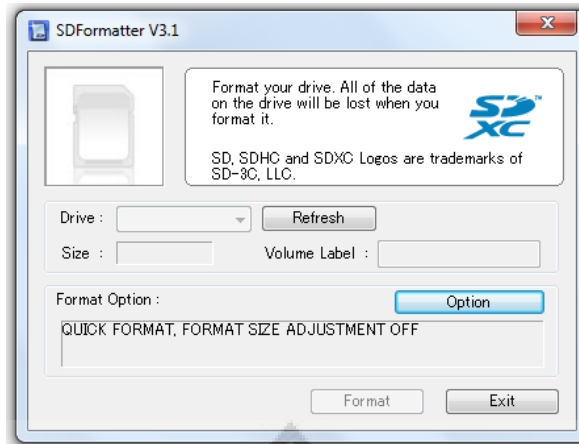 SDFormatter V3.1
Format your drive. All of the data
on the drive will be lost when you
format it.
SD XC™
SD, SDHC and SDXC Logos are trademarks of
SD-3C, LLC.
Drive :
Refresh
Size :
Volume Label :
Format Option :
Option
QUICK FORMAT, FORMAT SIZE ADJUSTMENT OFF
Format
Exit